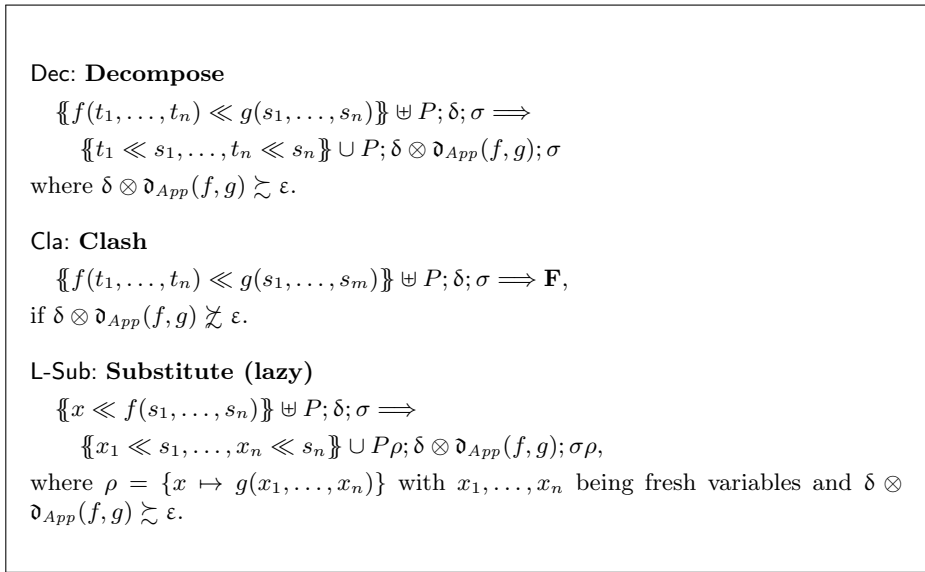 Dec: Decompose
⦃f(t₁, . . . , tₙ) ≪ g(s₁, . . . , sₙ)⦄ ⊎ P; δ; σ ⟹
⦃t₁ ≪ s₁, . . . , tₙ ≪ sₙ⦄ ∪ P; δ ⊗ 𝔡_App(f, g); σ
where δ ⊗ 𝔡_App(f, g) ≿ ε.
Cla: Clash
⦃f(t₁, . . . , tₙ) ≪ g(s₁, . . . , sₘ)⦄ ⊎ P; δ; σ ⟹ F,
if δ ⊗ 𝔡_App(f, g) ≿̸ ε.
L-Sub: Substitute (lazy)
⦃x ≪ f(s₁, . . . , sₙ)⦄ ⊎ P; δ; σ ⟹
⦃x₁ ≪ s₁, . . . , xₙ ≪ sₙ⦄ ∪ Pρ; δ ⊗ 𝔡_App(f, g); σρ,
where ρ = {x ↦ g(x₁, . . . , xₙ)} with x₁, . . . , xₙ being fresh variables and δ ⊗
𝔡_App(f, g) ≿ ε.